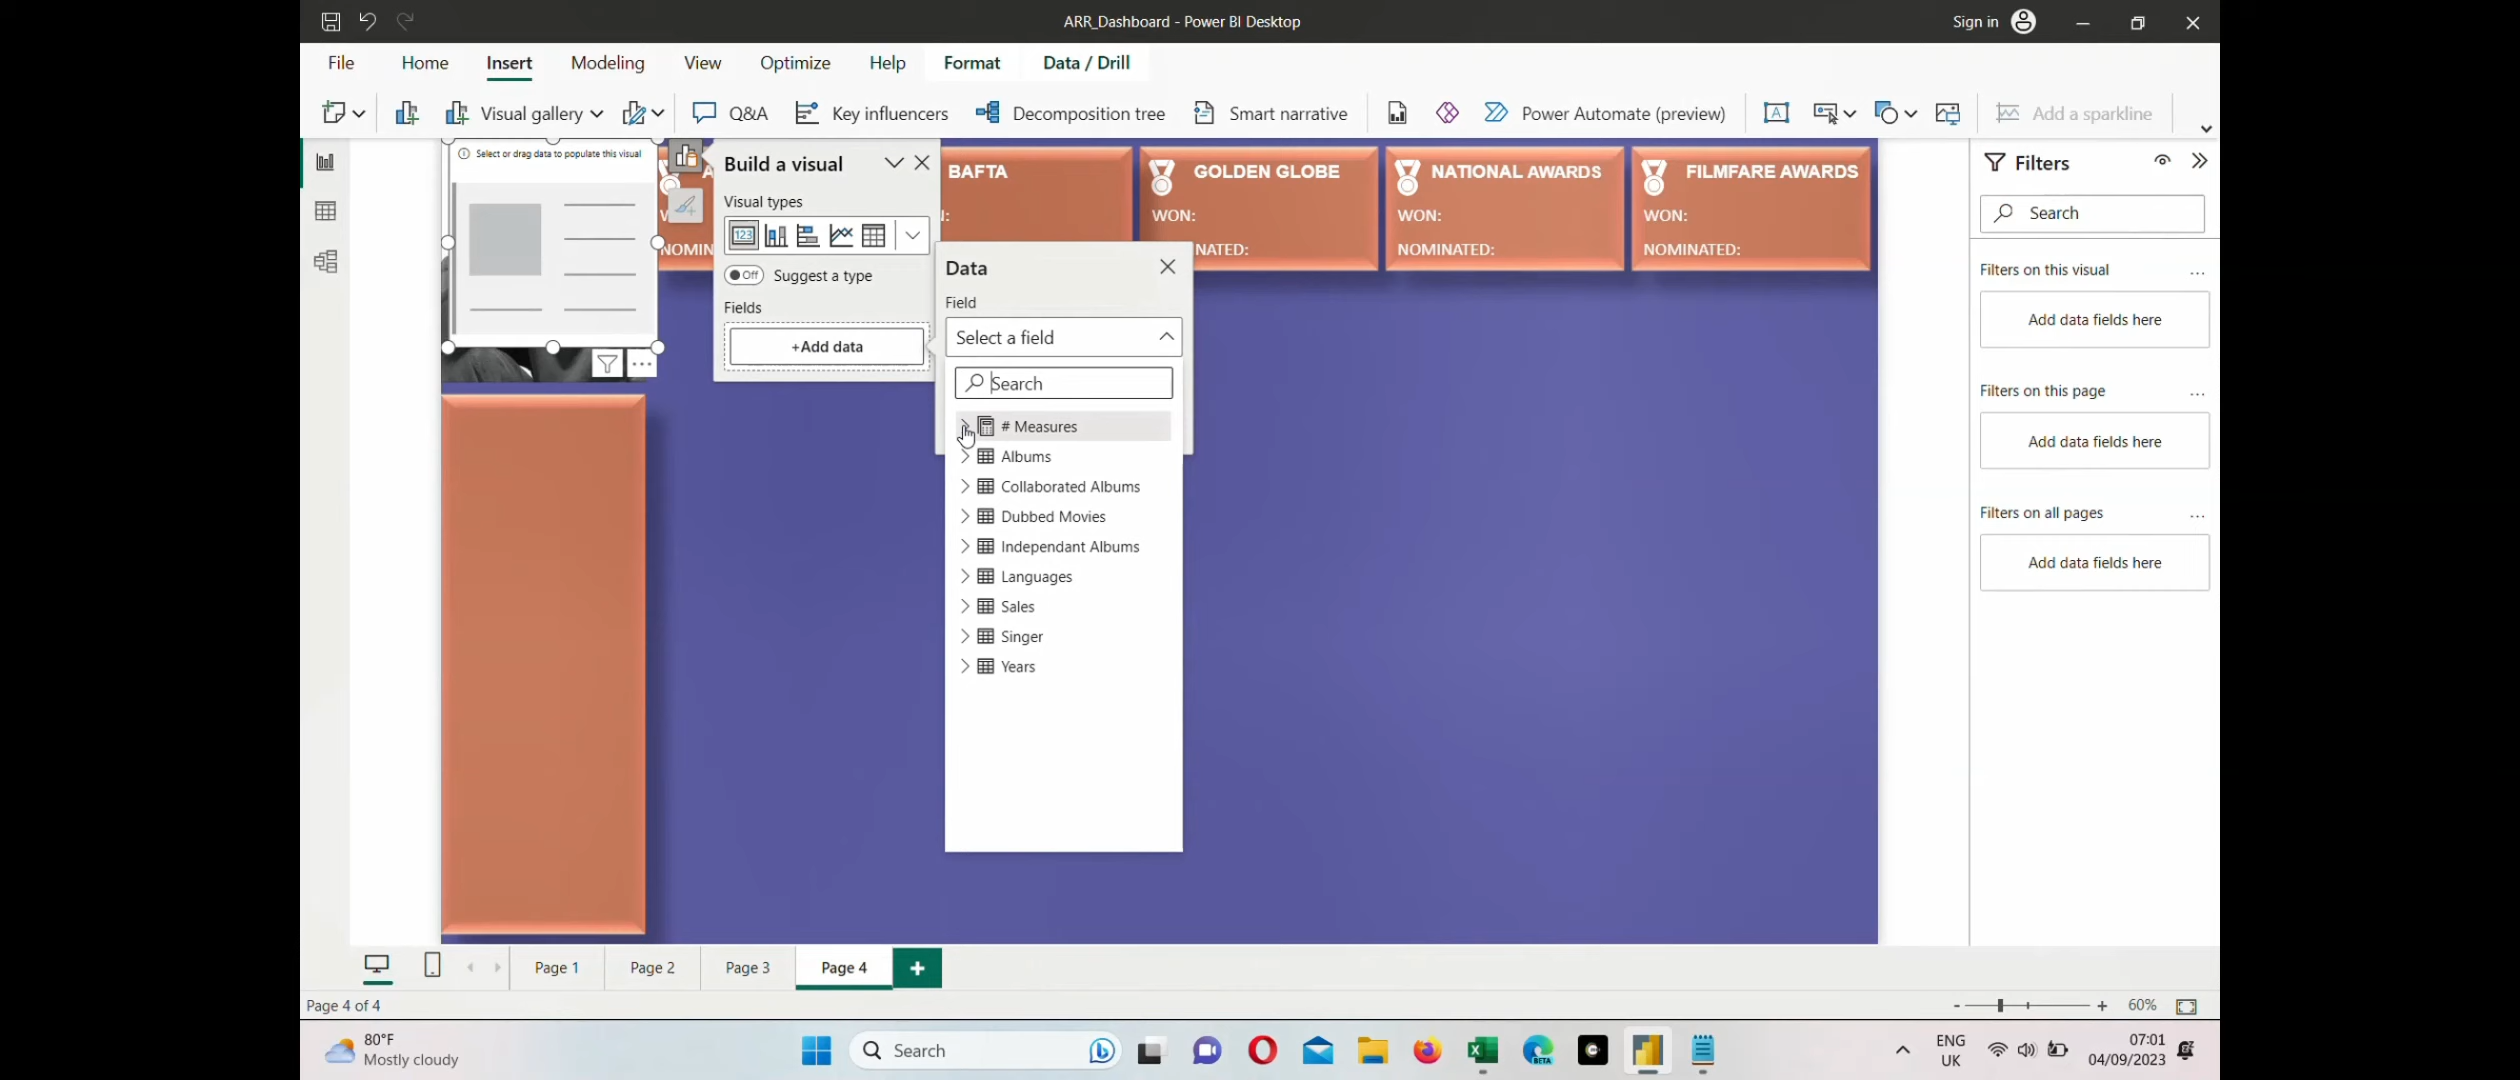 ARR_Dashboard - Power BI Desktop
Sign in
File Home Insert Modeling View Optimize Help Format Data / Drill
Visual gallery Q&A Key influencers Decomposition tree Smart narrative Power Automate (preview) Add a sparkline
Select or drag data to populate this visual
Build a visual
Visual types
123
Off Suggest a type
Fields
+Add data
BAFTA
GOLDEN GLOBE
WON:
NATIONAL AWARDS
WON:
NOMINATED:
FILMFARE AWARDS
WON:
NOMINATED:
Data
Field
Select a field
Search
# Measures
Albums
Collaborated Albums
Dubbed Movies
Independant Albums
Languages
Sales
Singer
Years
Filters
Search
Filters on this visual ...
Add data fields here
Filters on this page ...
Add data fields here
Filters on all pages ...
Add data fields here
Page 1 Page 2 Page 3 Page 4 +
Page 4 of 4
- + 60%
80°F
Mostly cloudy
Search
BETA
ENG
UK
07:01
04/09/2023